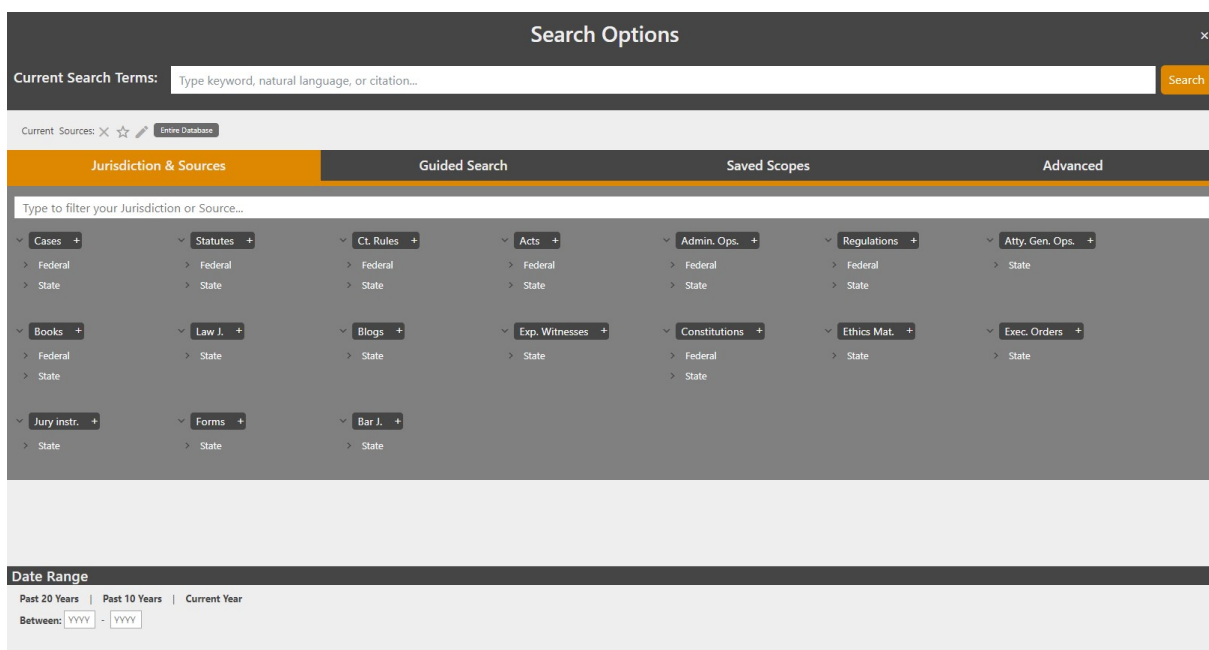 Search Options ×
Current Search Terms: Type keyword, natural language, or citation... Search
Current Sources: Entire Database
Jurisdiction & Sources Guided Search Saved Scopes Advanced
Type to filter your Jurisdiction or Source...
Cases + Statutes + Ct. Rules + Acts + Admin. Ops. + Regulations + Atty. Gen. Ops. +
Federal Federal Federal Federal Federal Federal State
State State State State State State
Books + Law J. + Blogs + Exp. Witnesses + Constitutions + Ethics Mat. + Exec. Orders +
Federal State State State Federal State State
State State
Jury instr. + Forms + Bar J. +
State State State
Date Range
Past 20 Years | Past 10 Years | Current Year
Between: YYYY - YYYY